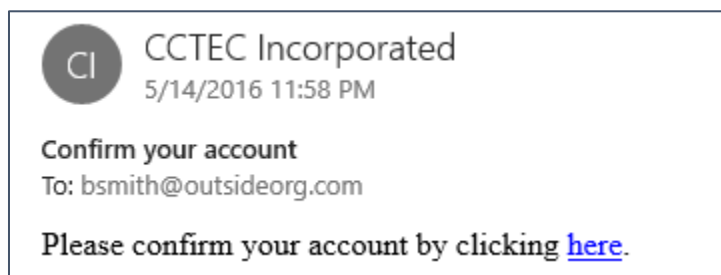 CI
CCTEC Incorporated
5/14/2016 11:58 PM
Confirm your account
To: bsmith@outsideorg.com
Please confirm your account by clicking here.